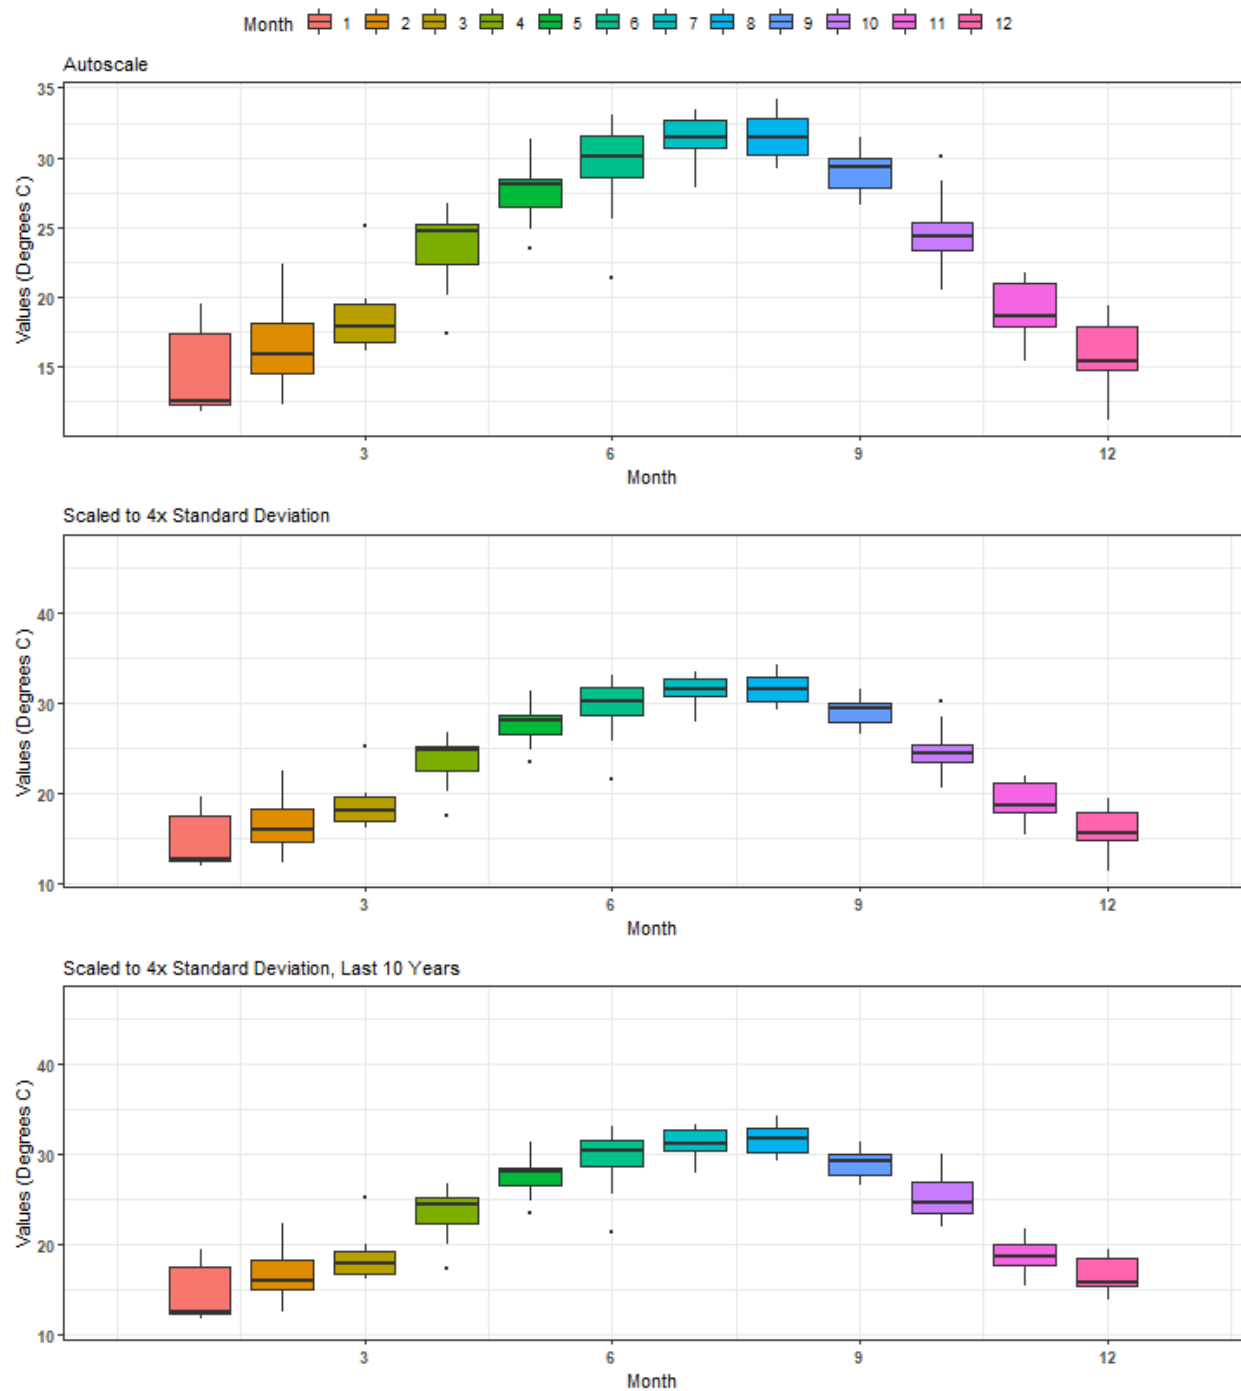 Month 1 2 3 4 5 6 7 8 9 10 11 12
Autoscale
Values (Degrees C)
35
30
25
20
15
3 6 9 12
Month
Scaled to 4x Standard Deviation
Values (Degrees C)
40
30
20
10
3 6 9 12
Month
Scaled to 4x Standard Deviation, Last 10 Years
Values (Degrees C)
40
30
20
10
3 6 9 12
Month